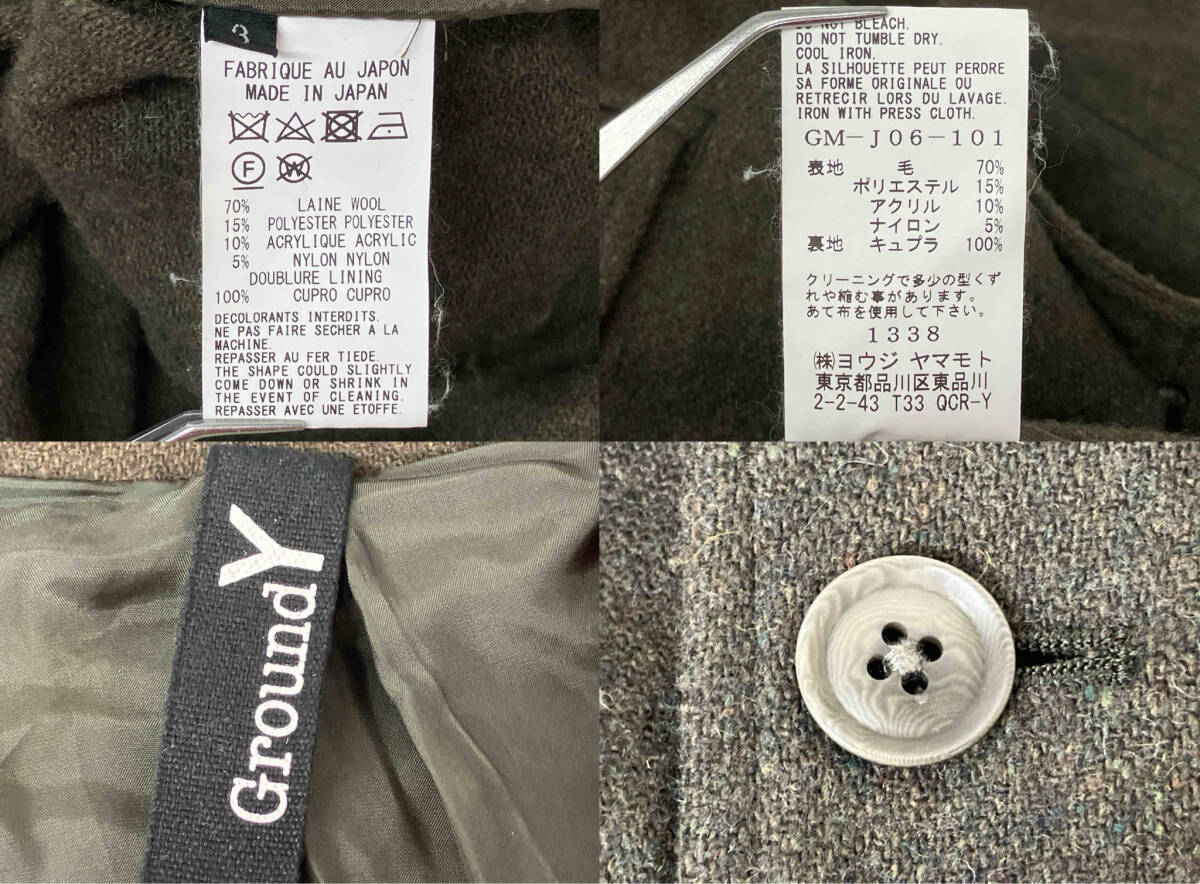 3
FABRIQUE AU JAPON
MADE IN JAPAN
F
W
70% LAINE WOOL
15% POLYESTER POLYESTER
10% ACRYLIQUE ACRYLIC
5% NYLON NYLON
DOUBLURE LINING
100% CUPRO CUPRO
DECOLORANTS INTERDITS.
NE PAS FAIRE SECHER A LA
MACHINE.
REPASSER AU FER TIEDE.
THE SHAPE COULD SLIGHTLY
COME DOWN OR SHRINK IN
THE EVENT OF CLEANING.
REPASSER AVEC UNE ETOFFE.
DO NOT BLEACH.
DO NOT TUMBLE DRY.
COOL IRON.
LA SILHOUETTE PEUT PERDRE
SA FORME ORIGINALE OU
RETRECIR LORS DU LAVAGE.
IRON WITH PRESS CLOTH.
GM-J06-101
表地 毛 70%
ポリエステル 15%
アクリル 10%
ナイロン 5%
裏地 キュプラ 100%
クリーニングで多少の型くず
れや縮む事があります。
あて布を使用して下さい。
1338
㈱ヨウジ ヤマモト
東京都品川区東品川
2-2-43 T33 QCR-Y
GroundY